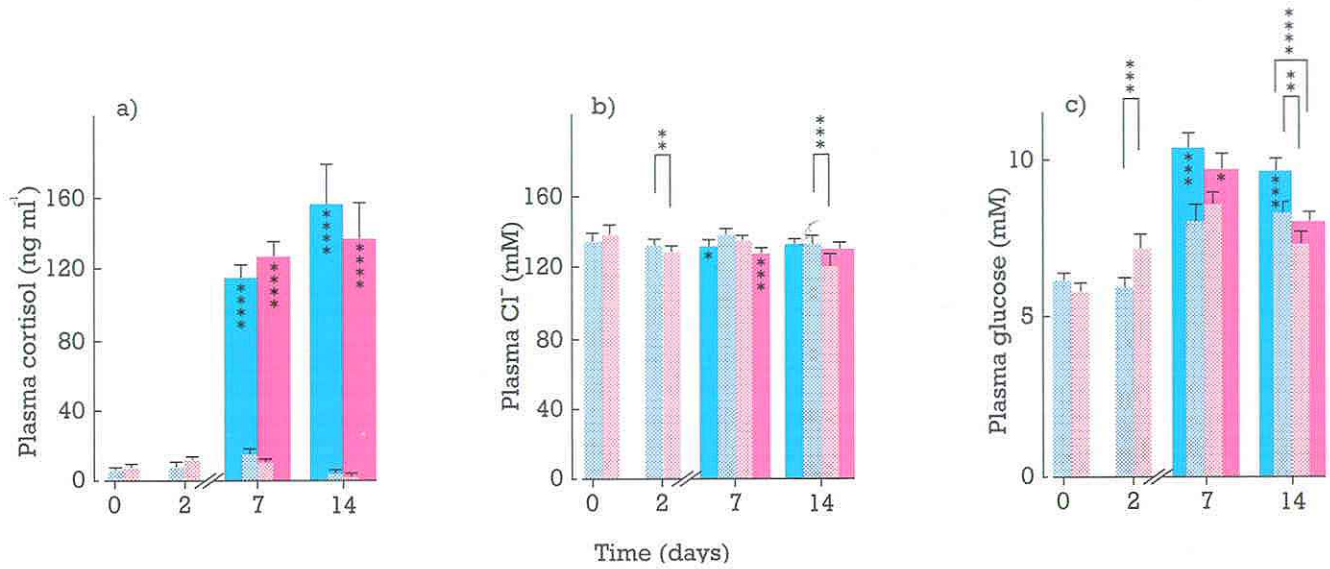 a)
Plasma cortisol (ng ml⁻¹)
160
120
80
40
0
****
****
****
****
0 2 7 14
b)
Plasma Cl⁻ (mM)
160
120
80
40
0
**
*
***
***
0 2 7 14
c)
Plasma glucose (mM)
10
5
0
***
***
*
***
**
****
0 2 7 14
Time (days)